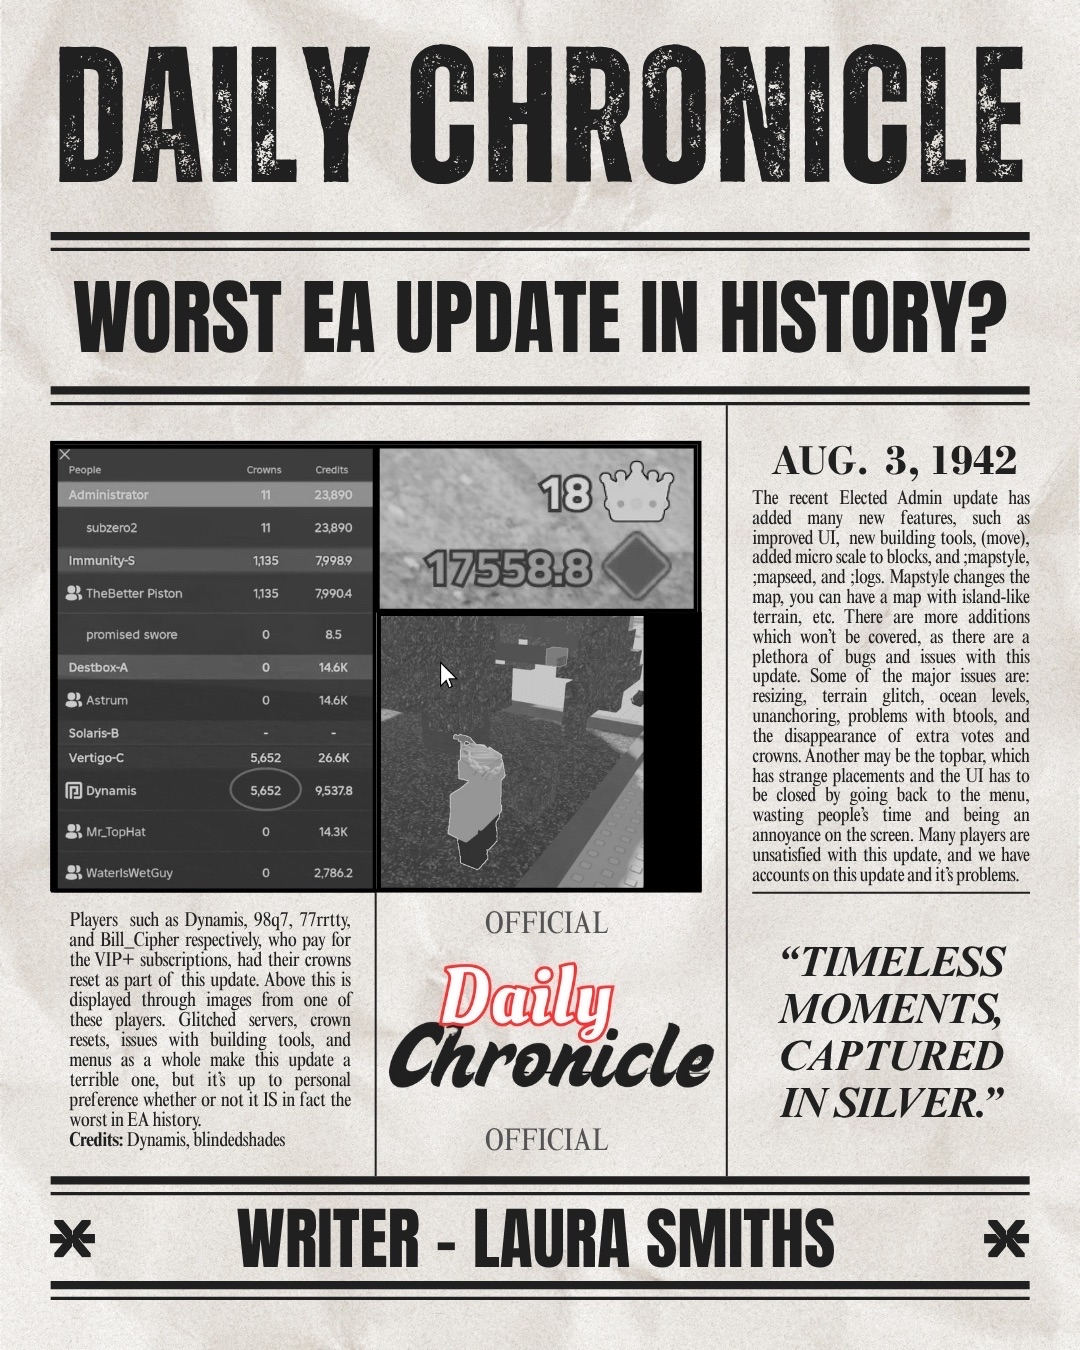 DAILY CHRONICLE
WORST EA UPDATE IN HISTORY?
People Crowns Credits
Administrator 11 23,890
subzero2 11 23,890
Immunity-S 1,135 7,998.9
TheBetter Piston 1,135 7,990.4
promised swore 0 8.5
Destbox-A 0 14.6K
Astrum 0 14.6K
Solaris-B - -
Vertigo-C 5,652 26.6K
Dynamis 5,652 9,537.8
Mr_TopHat 0 14.3K
WaterIsWetGuy 0 2,786.2
18
17558.8
AUG. 3, 1942
The recent Elected Admin update has
added many new features, such as
improved UI, new building tools, (move),
added micro scale to blocks, and ;mapstyle,
;mapseed, and ;logs. Mapstyle changes the
map, you can have a map with island-like
terrain, etc. There are more additions
which won't be covered, as there are a
plethora of bugs and issues with this
update. Some of the major issues are:
resizing, terrain glitch, ocean levels,
unanchoring, problems with btools, and
the disappearance of extra votes and
crowns. Another may be the topbar, which
has strange placements and the UI has to
be closed by going back to the menu,
wasting people's time and being an
annoyance on the screen. Many players are
unsatisfied with this update, and we have
accounts on this update and it's problems.
Players such as Dynamis, 98q7, 77rrtty,
and Bill_Cipher respectively, who pay for
the VIP+ subscriptions, had their crowns
reset as part of this update. Above this is
displayed through images from one of
these players. Glitched servers, crown
resets, issues with building tools, and
menus as a whole make this update a
terrible one, but it's up to personal
preference whether or not it IS in fact the
worst in EA history.
Credits: Dynamis, blindedshades
OFFICIAL
Daily
Chronicle
OFFICIAL
“TIMELESS
MOMENTS,
CAPTURED
IN SILVER.”
WRITER - LAURA SMITHS